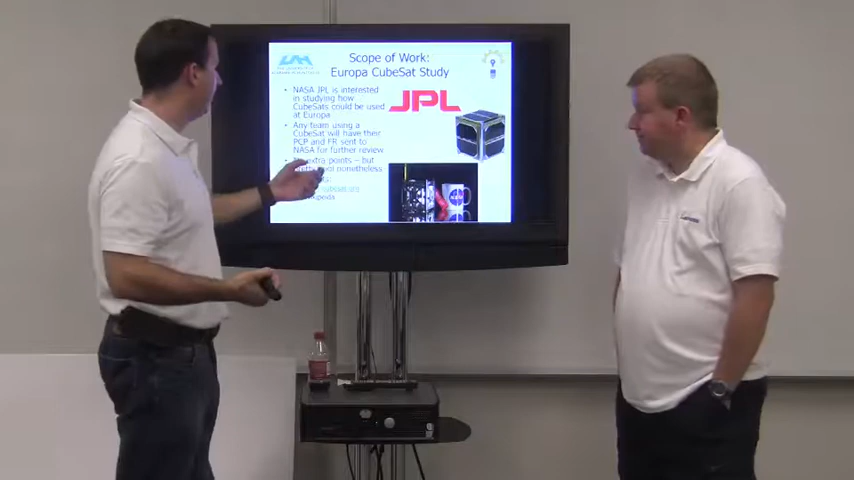 UAH
Scope of Work:
Europa CubeSat Study
• NASA JPL is interested
in studying how
CubeSats could be used
at Europa
• Any team using a
CubeSat will have their
PCP and FR sent to
NASA for further review
extra points – but
nonetheless
JPL
NASA